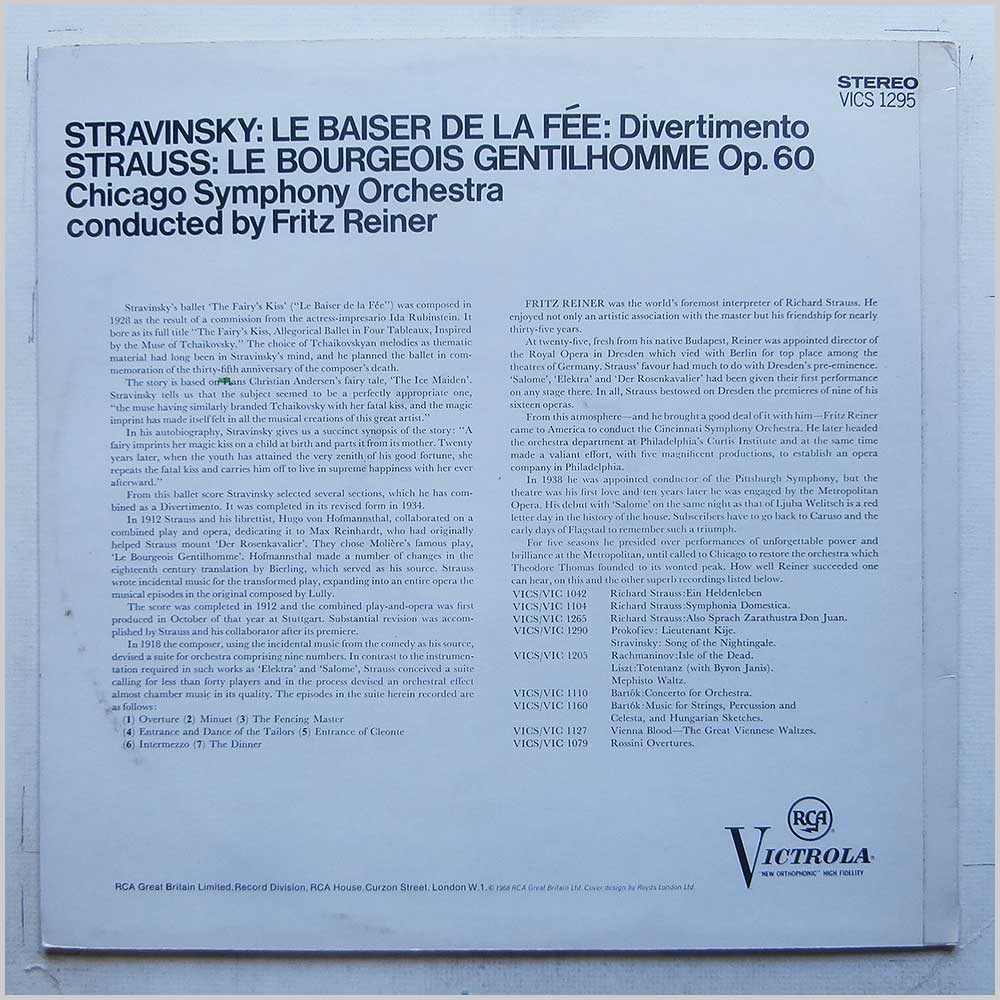 STEREO
VICS 1295
STRAVINSKY: LE BAISER DE LA FÉE: Divertimento
STRAUSS: LE BOURGEOIS GENTILHOMME Op. 60
Chicago Symphony Orchestra
conducted by Fritz Reiner
Stravinsky's ballet 'The Fairy's Kiss' ("Le Baiser de la Fée") was composed in
1928 as the result of a commission from the actress-impresario Ida Rubinstein. It
bore as its full title "The Fairy's Kiss, Allegorical Ballet in Four Tableaux, Inspired
by the Muse of Tchaikovsky." The choice of Tchaikovskyan melodies as thematic
material had long been in Stravinsky's mind, and he planned the ballet in com-
memoration of the thirty-fifth anniversary of the composer's death.
The story is based on Hans Christian Andersen's fairy tale, 'The Ice Maiden'.
Stravinsky tells us that the subject seemed to be a perfectly appropriate one,
"the muse having similarly branded Tchaikovsky with her fatal kiss, and the magic
imprint has made itself felt in all the musical creations of this great artist."
In his autobiography, Stravinsky gives us a succinct synopsis of the story: "A
fairy imprints her magic kiss on a child at birth and parts it from its mother. Twenty
years later, when the youth has attained the very zenith of his good fortune, she
repeats the fatal kiss and carries him off to live in supreme happiness with her ever
afterward."
From this ballet score Stravinsky selected several sections, which he has com-
bined as a Divertimento. It was completed in its revised form in 1934.
In 1912 Strauss and his librettist, Hugo von Hofmannsthal, collaborated on a
combined play and opera, dedicating it to Max Reinhardt, who had originally
helped Strauss mount 'Der Rosenkavalier'. They chose Molière's famous play,
'Le Bourgeois Gentilhomme'. Hofmannsthal made a number of changes in the
eighteenth century translation by Bierling, which served as his source. Strauss
wrote incidental music for the transformed play, expanding into an entire opera the
musical episodes in the original composed by Lully.
The score was completed in 1912 and the combined play-and-opera was first
produced in October of that year at Stuttgart. Substantial revision was accom-
plished by Strauss and his collaborator after its premiere.
In 1918 the composer, using the incidental music from the comedy as his source,
devised a suite for orchestra comprising nine numbers. In contrast to the instrumen-
tation required in such works as 'Elektra' and 'Salome', Strauss conceived a suite
calling for less than forty players and in the process devised an orchestral effect
almost chamber music in its quality. The episodes in the suite herein recorded are
as follows:
(1) Overture (2) Minuet (3) The Fencing Master
(4) Entrance and Dance of the Tailors (5) Entrance of Cleonte
(6) Intermezzo (7) The Dinner
FRITZ REINER was the world's foremost interpreter of Richard Strauss. He
enjoyed not only an artistic association with the master but his friendship for nearly
thirty-five years.
At twenty-five, fresh from his native Budapest, Reiner was appointed director of
the Royal Opera in Dresden which vied with Berlin for top place among the
theatres of Germany. Strauss' favour had much to do with Dresden's pre-eminence.
'Salome', 'Elektra' and 'Der Rosenkavalier' had been given their first performance
on any stage there. In all, Strauss bestowed on Dresden the premieres of nine of his
sixteen operas.
From this atmosphere—and he brought a good deal of it with him—Fritz Reiner
came to America to conduct the Cincinnati Symphony Orchestra. He later headed
the orchestra department at Philadelphia's Curtis Institute and at the same time
made a valiant effort, with five magnificent productions, to establish an opera
company in Philadelphia.
In 1938 he was appointed conductor of the Pittsburgh Symphony, but the
theatre was his first love and ten years later he was engaged by the Metropolitan
Opera. His debut with 'Salome' on the same night as that of Ljuba Welitsch is a red
letter day in the history of the house. Subscribers have to go back to Caruso and the
early days of Flagstad to remember such a triumph.
For five seasons he presided over performances of unforgettable power and
brilliance at the Metropolitan, until called to Chicago to restore the orchestra which
Theodore Thomas founded to its wonted peak. How well Reiner succeeded one
can hear, on this and the other superb recordings listed below.
VICS/VIC 1042 Richard Strauss: Ein Heldenleben
VICS/VIC 1104 Richard Strauss: Symphonia Domestica.
VICS/VIC 1265 Richard Strauss: Also Sprach Zarathustra Don Juan.
VICS/VIC 1290 Prokofiev: Lieutenant Kije.
Stravinsky: Song of the Nightingale.
VICS/VIC 1205 Rachmaninov: Isle of the Dead.
Liszt: Totentanz (with Byron Janis).
Mephisto Waltz.
VICS/VIC 1110 Bartók: Concerto for Orchestra.
VICS/VIC 1160 Bartók: Music for Strings, Percussion and
Celesta, and Hungarian Sketches.
VICS/VIC 1127 Vienna Blood—The Great Viennese Waltzes.
VICS/VIC 1079 Rossini Overtures.
RCA
VICTROLA
"NEW ORTHOPHONIC" HIGH FIDELITY
RCA Great Britain Limited, Record Division, RCA House, Curzon Street, London W.1. © 1968 RCA Great Britain Ltd. Cover design by Royds London Ltd.